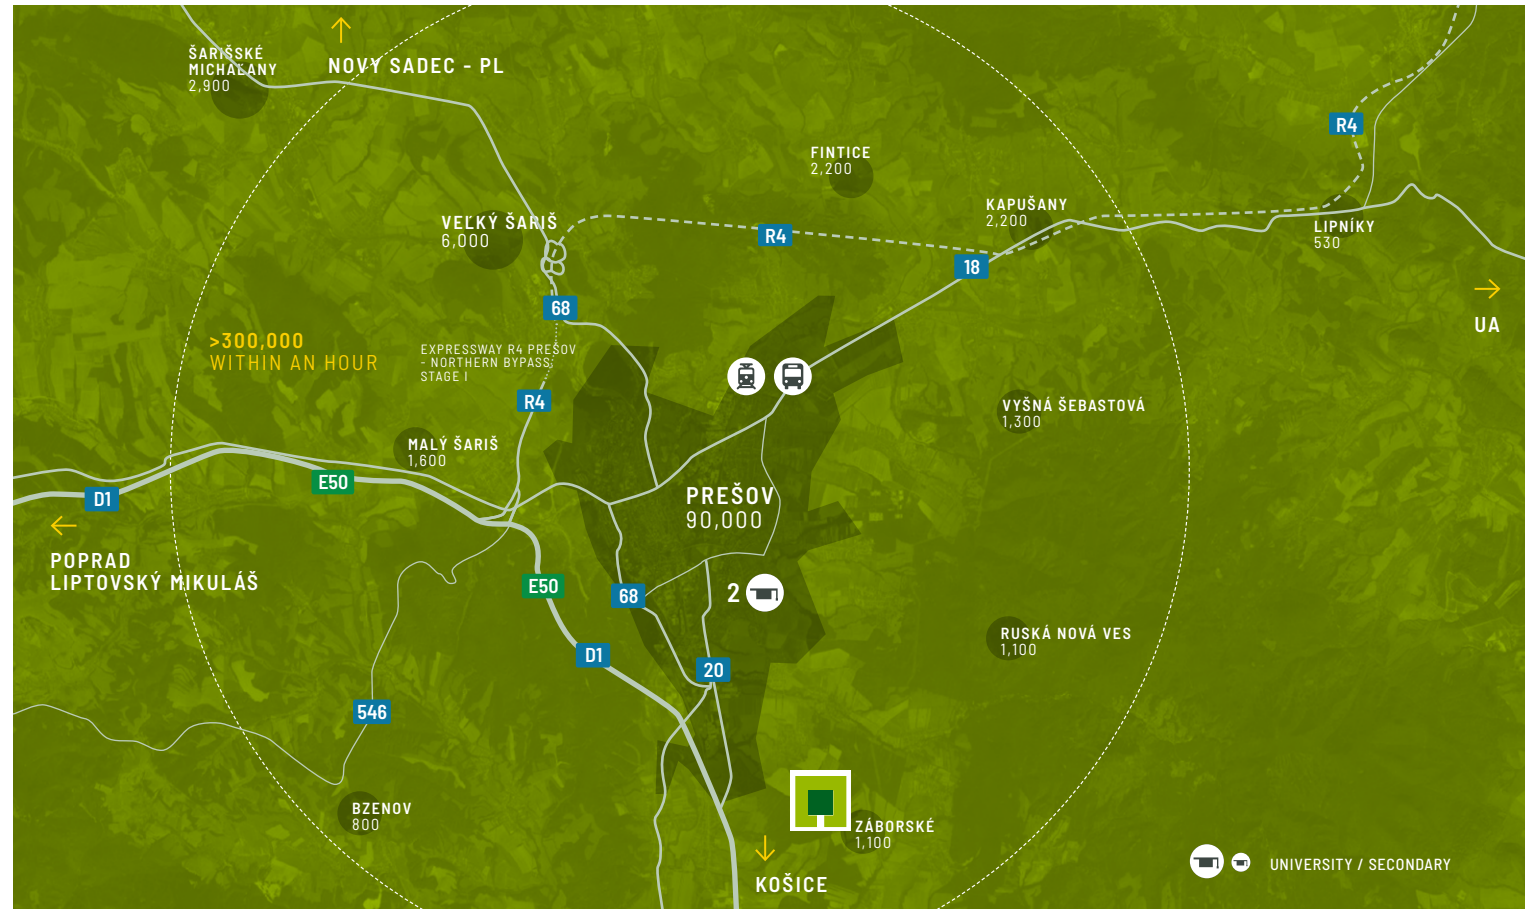 NOVÝ SADEC - PL
ŠARIŠSKÉ
MICHAĽANY
2,900
R4
FINTICE
2,200
KAPUŠANY
2,200
VEĽKÝ ŠARIŠ
6,000
R4
LIPNÍKY
530
18
68
UA
>300,000
WITHIN AN HOUR
EXPRESSWAY R4 PREŠOV
- NORTHERN BYPASS,
STAGE I
R4
VYŠNÁ ŠEBASTOVÁ
1,300
MALÝ ŠARIŠ
1,600
E50
D1
PREŠOV
90,000
POPRAD
LIPTOVSKÝ MIKULÁŠ
E50
68
2
RUSKÁ NOVÁ VES
1,100
D1
20
546
BZENOV
800
ZÁBORSKÉ
1,100
KOŠICE
UNIVERSITY / SECONDARY